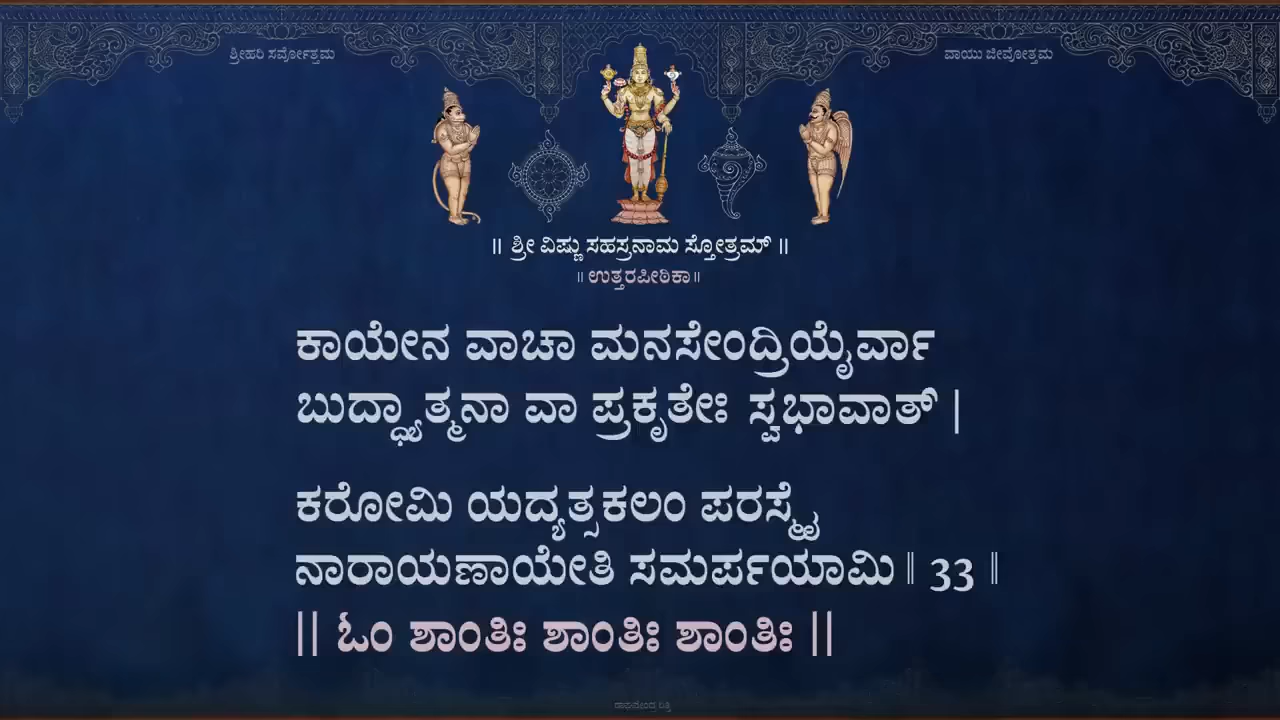 ಶ್ರೀಹರಿ ಸರ್ವೋತ್ತಮ
ವಾಯು ಜೀವೋತ್ತಮ
॥ ಶ್ರೀ ವಿಷ್ಣು ಸಹಸ್ರನಾಮ ಸ್ತೋತ್ರಮ್ ॥
॥ ಉತ್ತರಪೀಠಿಕಾ ॥
ಕಾಯೇನ ವಾಚಾ ಮನಸೇಂದ್ರಿಯೈರ್ವಾ
ಬುದ್ಧ್ಯಾತ್ಮನಾ ವಾ ಪ್ರಕೃತೇಃ ಸ್ವಭಾವಾತ್ |
ಕರೋಮಿ ಯದ್ಯತ್ಸಕಲಂ ಪರಸ್ಮೈ
ನಾರಾಯಣಾಯೇತಿ ಸಮರ್ಪಯಾಮಿ ॥ 33 ॥
|| ಓಂ ಶಾಂತಿಃ ಶಾಂತಿಃ ಶಾಂತಿಃ ||